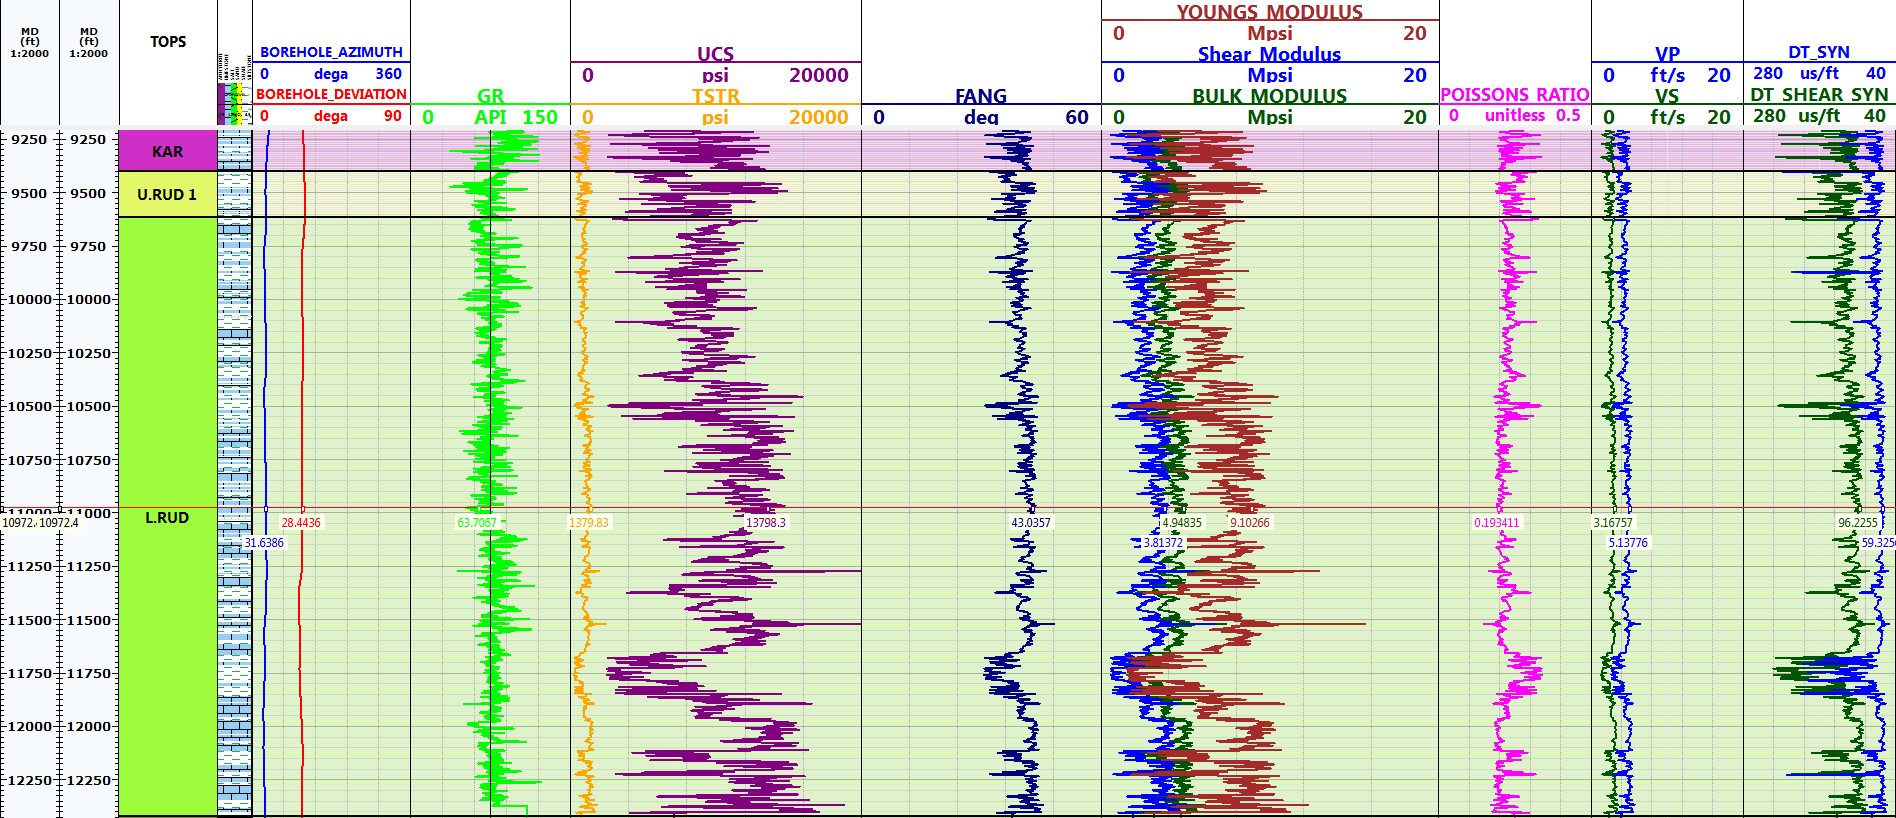 MD
(ft)
1:2000
MD
(ft)
1:2000
TOPS
BOREHOLE_AZIMUTH
0 dega 360
BOREHOLE_DEVIATION
0 dega 90
GR
0 API 150
UCS
0 psi 20000
TSTR
0 psi 20000
FANG
0 deg 60
YOUNGS MODULUS
0 Mpsi 20
Shear Modulus
0 Mpsi 20
BULK MODULUS
0 Mpsi 20
POISSONS RATIO
0 unitless 0.5
VP
0 ft/s 20
VS
0 ft/s 20
DT_SYN
280 us/ft 40
DT SHEAR SYN
280 us/ft 40
9250 9250
KAR
9500 9500
U.RUD 1
9750 9750
10000 10000
10250 10250
10500 10500
10750 10750
11000 11000
L.RUD
10972.4 10972.4
28.4436 63.7067 1379.83 13798.3 43.0357 4.94835 9.10266 0.193411 3.16757 96.2255
31.6386 3.81372 5.13776 59.325
11250 11250
11500 11500
11750 11750
12000 12000
12250 12250